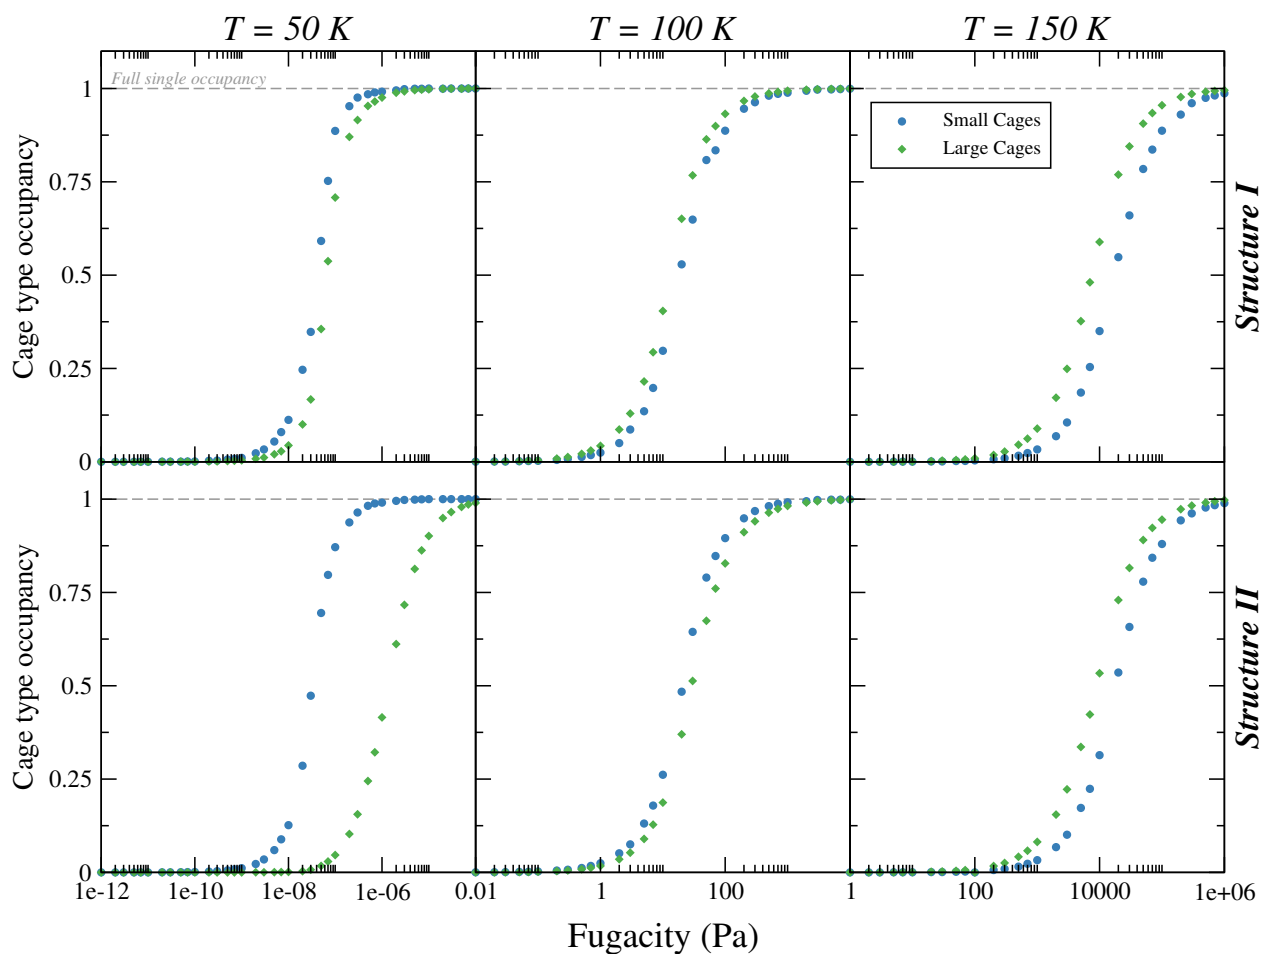 T = 50 K
T = 100 K
T = 150 K
Full single occupancy
1
0.75
0.5
0.25
0
Cage type occupancy
Small Cages
Large Cages
Structure I
1
0.75
0.5
0.25
0
Cage type occupancy
Structure II
1e-12
1e-10
1e-08
1e-06
0.01
1
100
1
100
10000
1e+06
Fugacity (Pa)